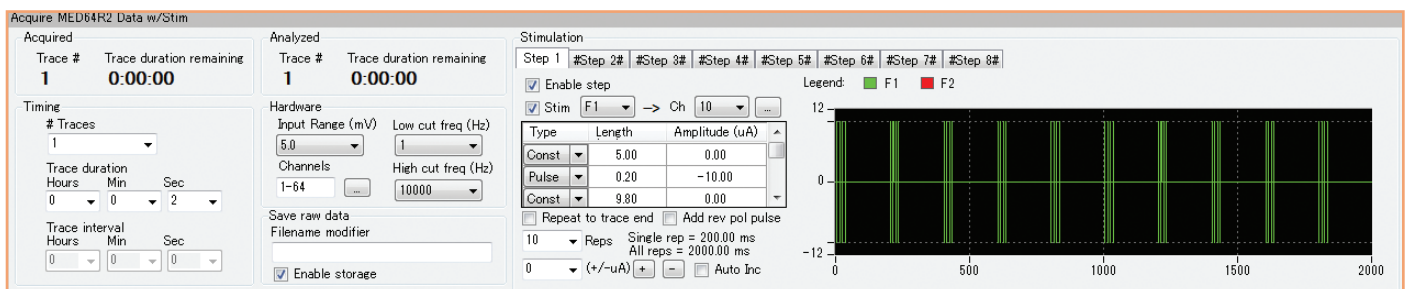 Acquire MED64R2 Data w/Stim
Acquired
Trace # Trace duration remaining
1 0:00:00
Analyzed
Trace # Trace duration remaining
1 0:00:00
Timing
# Traces
1
Trace duration
Hours Min Sec
0 0 2
Trace interval
Hours Min Sec
0 0 0
Hardware
Input Range (mV) Low cut freq (Hz)
5.0 1
Channels High cut freq (Hz)
1-64 ... 10000
Save raw data
Filename modifier
Enable storage
Stimulation
Step 1 #Step 2# #Step 3# #Step 4# #Step 5# #Step 6# #Step 7# #Step 8#
Enable step
Stim F1 -> Ch 10 ...
Type Length Amplitude (uA)
Const 5.00 0.00
Pulse 0.20 -10.00
Const 9.80 0.00
Repeat to trace end Add rev pol pulse
10 Reps Single rep = 200.00 ms
All reps = 2000.00 ms
0 (+/-uA) + - Auto Inc
Legend: F1 F2
12
0
-12
0 500 1000 1500 2000